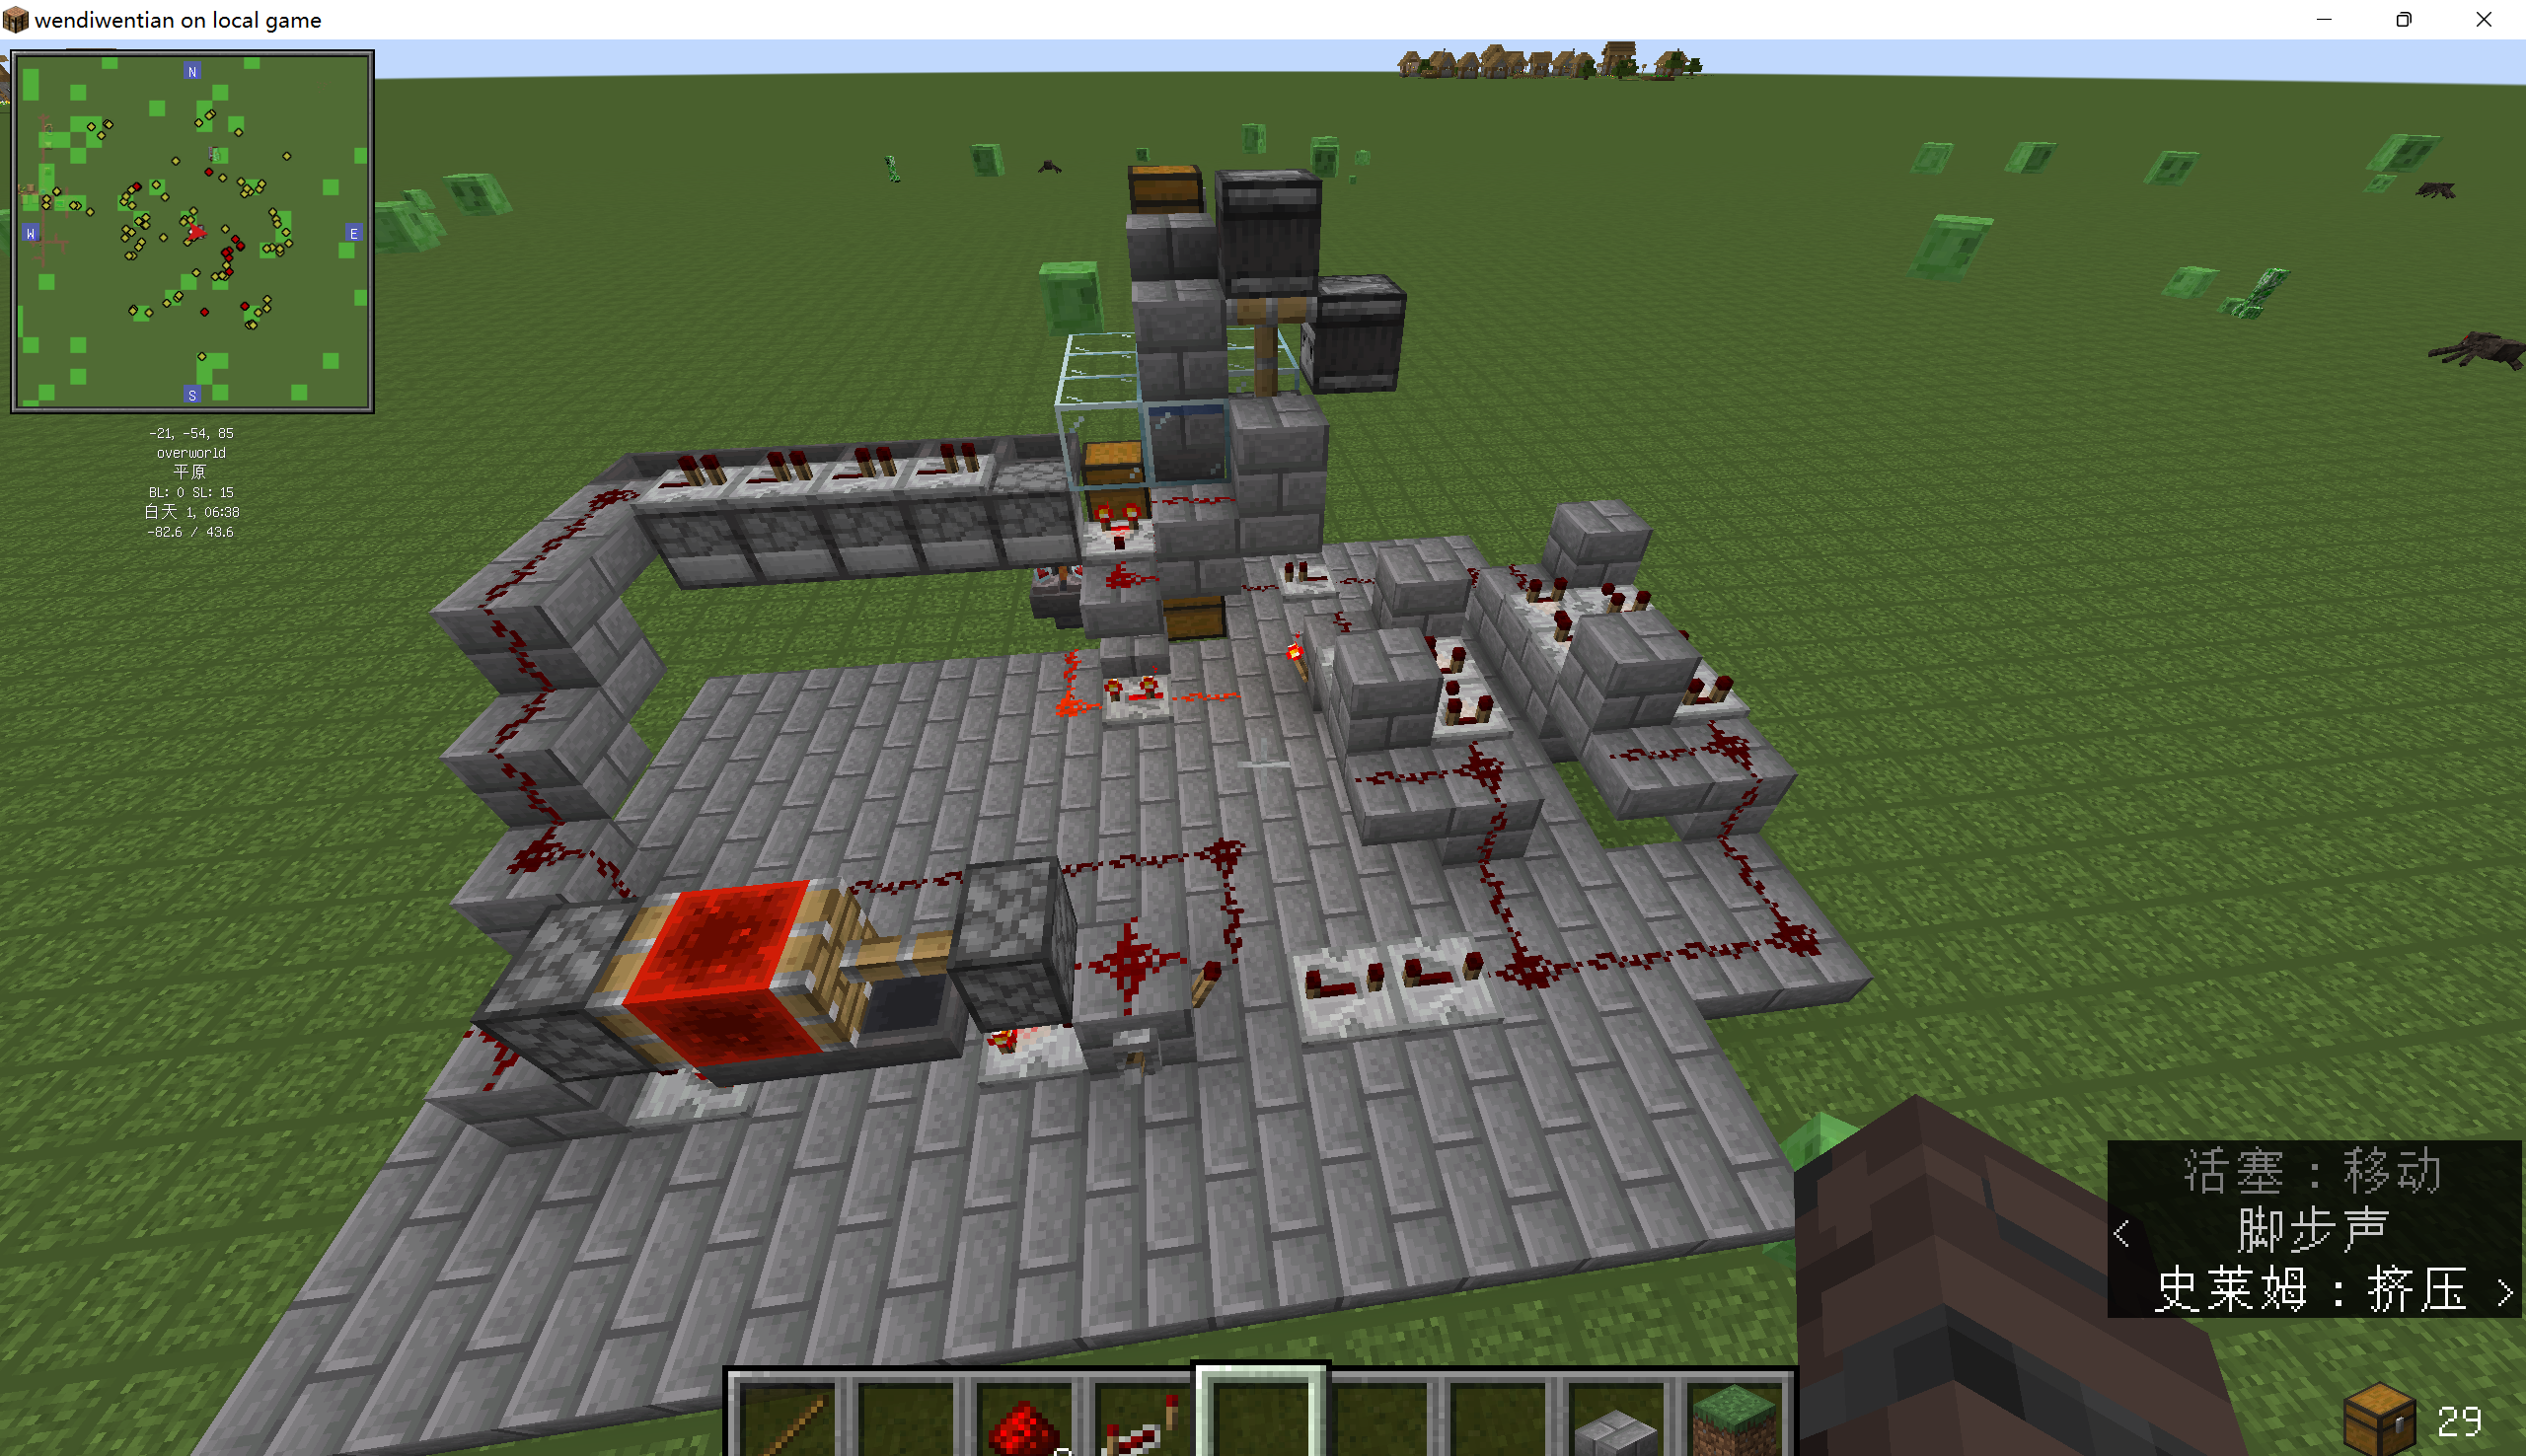 wendiwentian on local game
N
W
E
S
-21, -54, 85
overworld
平原
BL: 0 SL: 15
白天 1, 06:38
-82.6 / 43.6
活塞：移动
< 脚步声
史莱姆：挤压 >
29